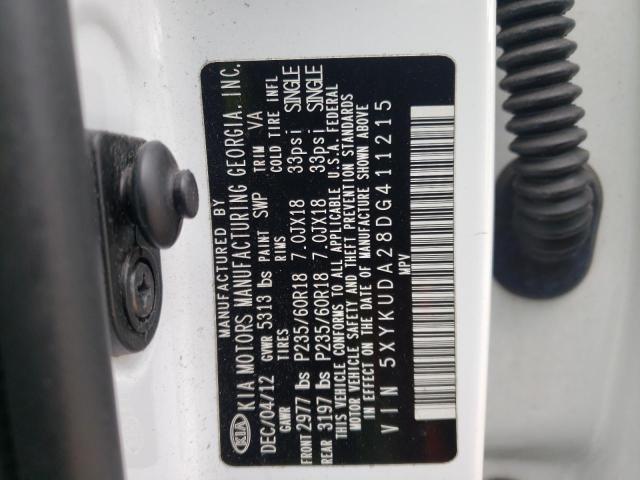 MANUFACTURED BY
KIA KIA MOTORS MANUFACTURING GEORGIA, INC.
DEC/04/12 GVWR 5313 lbs PAINT SWP TRIM VA
GAWR TIRES RIMS COLD TIRE INFL
FRONT 2977 lbs P235/60R18 7.0JX18 33psi SINGLE
REAR 3197 lbs P235/60R18 7.0JX18 33psi SINGLE
THIS VEHICLE CONFORMS TO ALL APPLICABLE U.S.A. FEDERAL
MOTOR VEHICLE SAFETY AND THEFT PREVENTION STANDARDS
IN EFFECT ON THE DATE OF MANUFACTURE SHOWN ABOVE
VIN 5XYKUDA28DG411215
MPV